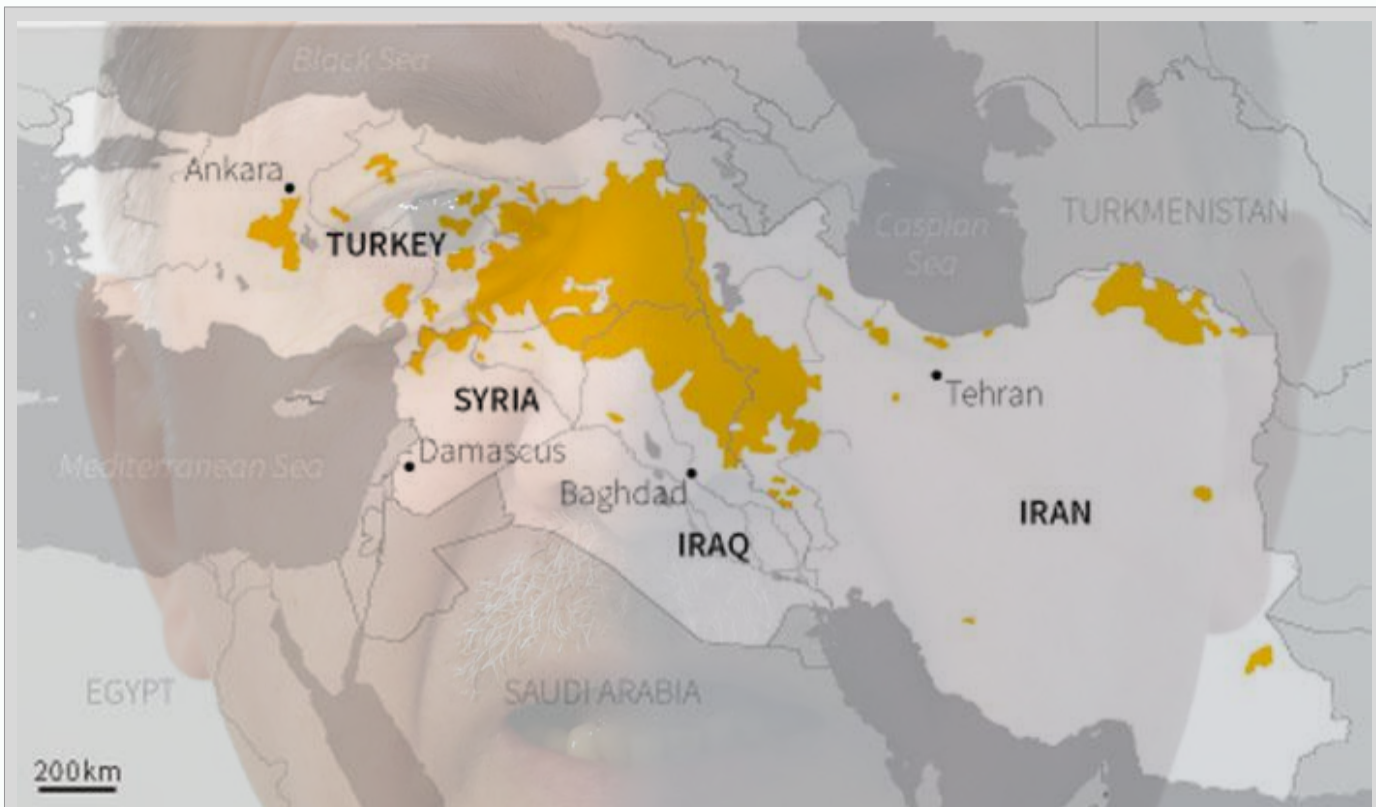 Black Sea
Ankara
TURKEY
Caspian
Sea
TURKMENISTAN
Tehran
SYRIA
Damascus
Mediterranean Sea
Baghdad
IRAQ
IRAN
EGYPT
SAUDI ARABIA
200km